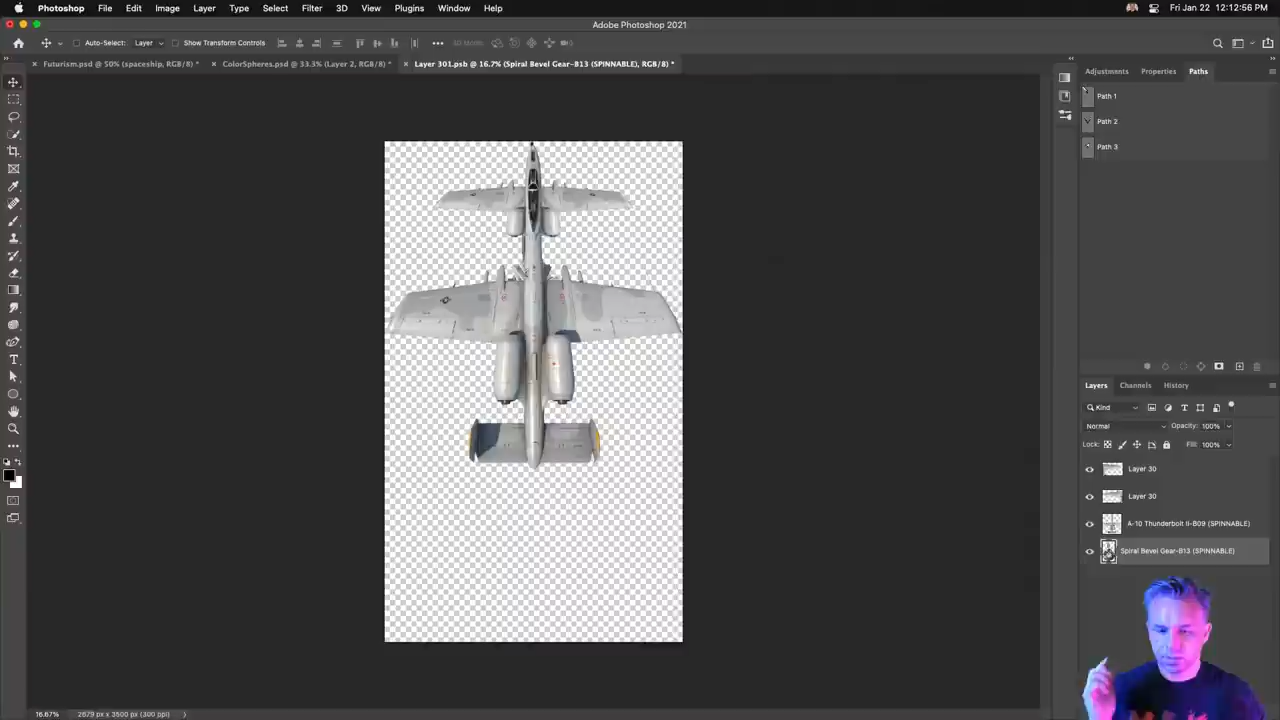 Photoshop File Edit Image Layer Type Select Filter 3D View Plugins Window Help Fri Jan 22 12:12:56 PM
Adobe Photoshop 2021
Auto-Select: Layer Show Transform Controls 3D Mode:
Futurism.psd @ 50% (spaceship, RGB/8) * ColorSpheres.psd @ 33.3% (Layer 2, RGB/8) * Layer 301.psb @ 16.7% (Spiral Bevel Gear-B13 (SPINNABLE), RGB/8) *
Adjustments Properties Paths
Path 1
Path 2
Path 3
Layers Channels History
Kind
Normal Opacity: 100%
Lock: Fill: 100%
Layer 30
Layer 30
A-10 Thunderbolt II-B09 (SPINNABLE)
Spiral Bevel Gear-B13 (SPINNABLE)
16.67% 2679 px x 3500 px (300 ppi)